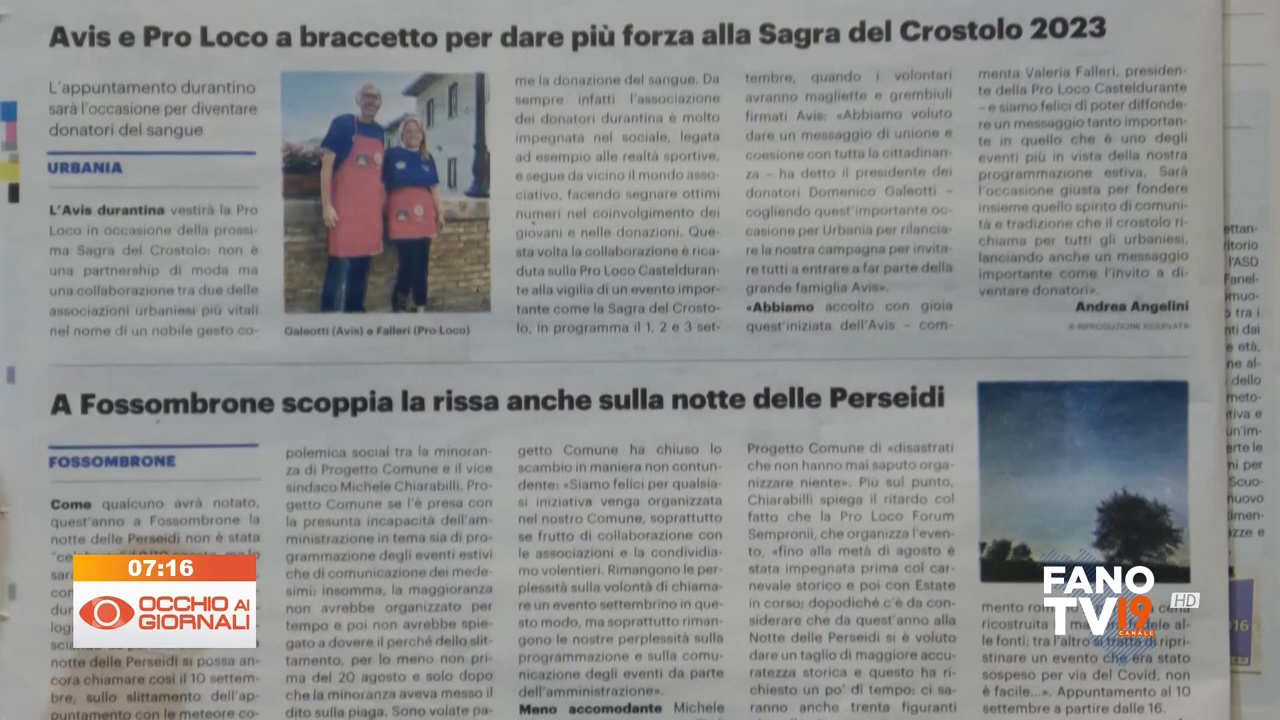 Avis e Pro Loco a braccetto per dare più forza alla Sagra del Crostolo 2023
L'appuntamento durantino
sarà l'occasione per diventare
donatori del sangue
URBANIA
L'Avis durantina vestirà la Pro
Loco in occasione della prossi-
ma Sagra del Crostolo: non è
una partnership di moda ma
una collaborazione tra due delle
associazioni urbaniesi più vitali
nel nome di un nobile gesto co-
Galeotti (Avis) e Falleri (Pro Loco)
me la donazione del sangue. Da
sempre infatti l'associazione
dei donatori durantina è molto
impegnata nel sociale, legata
ad esempio alle realtà sportive,
e segue da vicino il mondo asso-
ciativo, facendo segnare ottimi
numeri nel coinvolgimento dei
giovani e nelle donazioni. Que-
sta volta la collaborazione è rica-
duta sulla Pro Loco Castelduran-
te alla vigilia di un evento impor-
tante come la Sagra del Crosto-
lo, in programma il 1, 2 e 3 set-
tembre, quando i volontari
avranno magliette e grembiuli
firmati Avis: «Abbiamo voluto
dare un messaggio di unione e
coesione con tutta la cittadinan-
za – ha detto il presidente dei
donatori Domenico Galeotti –
cogliendo quest'importante oc-
casione per Urbania per rilancia-
re la nostra campagna per invita-
re tutti a entrare a far parte della
grande famiglia Avis».
«Abbiamo accolto con gioia
quest'iniziata dell'Avis – com-
menta Valeria Falleri, presiden-
te della Pro Loco Casteldurante
– e siamo felici di poter diffonde-
re un messaggio tanto importan-
te in quello che è uno degli
eventi più in vista della nostra
programmazione estiva. Sarà
l'occasione giusta per fondere
insieme quello spirito di comuni-
tà e tradizione che il crostolo ri-
chiama per tutti gli urbaniesi,
lanciando anche un messaggio
importante come l'invito a di-
ventare donatori».
Andrea Angelini
© RIPRODUZIONE RISERVATA
A Fossombrone scoppia la rissa anche sulla notte delle Perseidi
FOSSOMBRONE
Come qualcuno avrà notato,
quest'anno a Fossombrone la
notte delle Perseidi non è stata
notte delle Perseidi si possa an-
cora chiamare così il 10 settem-
bre, sullo slittamento dell'ap-
puntamento con le meteore co-
polemica social tra la minoran-
za di Progetto Comune e il vice
sindaco Michele Chiarabilli. Pro-
getto Comune se l'è presa con
la presunta incapacità dell'am-
ministrazione in tema sia di pro-
grammazione degli eventi estivi
che di comunicazione dei mede-
simi: insomma, la maggioranza
non avrebbe organizzato per
tempo e poi non avrebbe spie-
gato a dovere il perché dello slit-
tamento, per lo meno non pri-
ma del 20 agosto e solo dopo
che la minoranza aveva messo il
dito sulla piaga. Sono volate pa-
getto Comune ha chiuso lo
scambio in maniera non contun-
dente: «Siamo felici per qualsia-
si iniziativa venga organizzata
nel nostro Comune, soprattutto
se frutto di collaborazione con
le associazioni e la condividia-
mo volentieri. Rimangono le per-
plessità sulla volontà di chiama-
re un evento settembrino in que-
sto modo, ma soprattutto riman-
gono le nostre perplessità sulla
programmazione e sulla comu-
nicazione degli eventi da parte
dell'amministrazione».
Meno accomodante Michele
Progetto Comune di «disastrati
che non hanno mai saputo orga-
nizzare niente». Più sul punto,
Chiarabilli spiega il ritardo col
fatto che la Pro Loco Forum
Sempronii, che organizza l'even-
to, «fino alla metà di agosto è
stata impegnata prima col car-
nevale storico e poi con Estate
in corso; dopodiché c'è da con-
siderare che da quest'anno alla
Notte delle Perseidi si è voluto
dare un taglio di maggiore accu-
ratezza storica e questo ha ri-
chiesto un po' di tempo: ci sa-
ranno anche trenta figuranti
ricostruita
le fonti; tra l'altro si tratta di ripri-
stinare un evento che era stato
sospeso per via del Covid, non
è facile...». Appuntamento al 10
settembre a partire dalle 16.
07:16
OCCHIO AI
GIORNALI
FANO
TV19
CANALE
HD